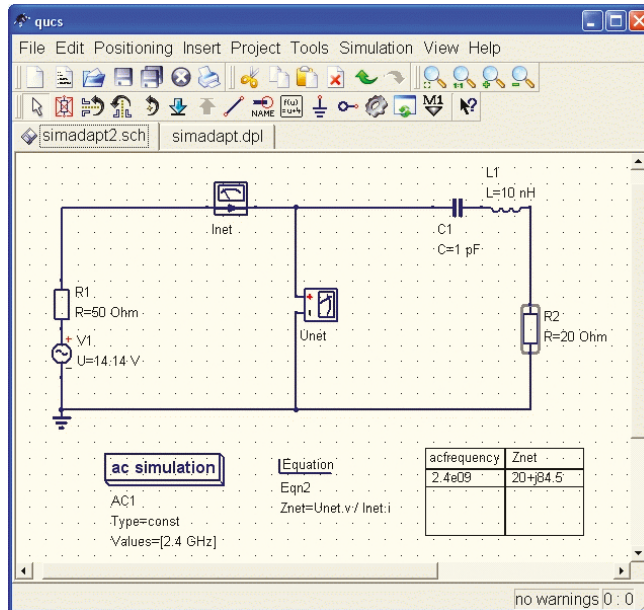 qucs
File Edit Positioning Insert Project Tools Simulation View Help
NAME
f(u)
=u+ω
M1
simadapt2.sch simadapt.dpl
Inet
L1
L=10 nH
C1
C=1 pF
R1
R=50 Ohm
+
V1
U=14.14 V
-
+
-
Unet
R2
R=20 Ohm
ac simulation
AC1
Type=const
Values=[2.4 GHz]
Equation
Eqn2
Znet=Unet.v / Inet.i
acfrequency Znet
2.4e09 20+j84.5
no warnings 0 : 0